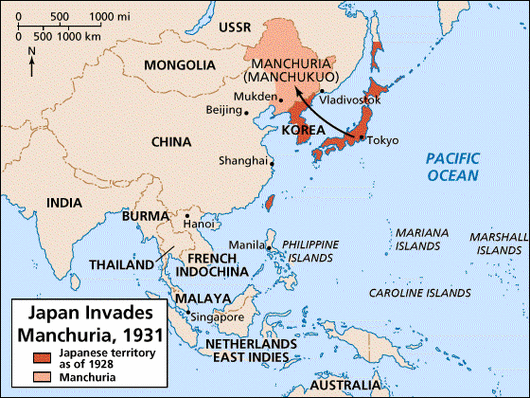 0 500 1000 mi
0 500 1000 km
N
USSR
MONGOLIA
MANCHURIA
(MANCHUKUO)
Mukden
Vladivostok
Beijing
KOREA
Tokyo
CHINA
Shanghai
PACIFIC
OCEAN
INDIA
BURMA
Hanoi
Manila
PHILIPPINE
ISLANDS
MARIANA
ISLANDS
MARSHALL
ISLANDS
THAILAND
FRENCH
INDOCHINA
CAROLINE ISLANDS
MALAYA
Singapore
NETHERLANDS
EAST INDIES
AUSTRALIA
Japan Invades
Manchuria, 1931
Japanese territory
as of 1928
Manchuria